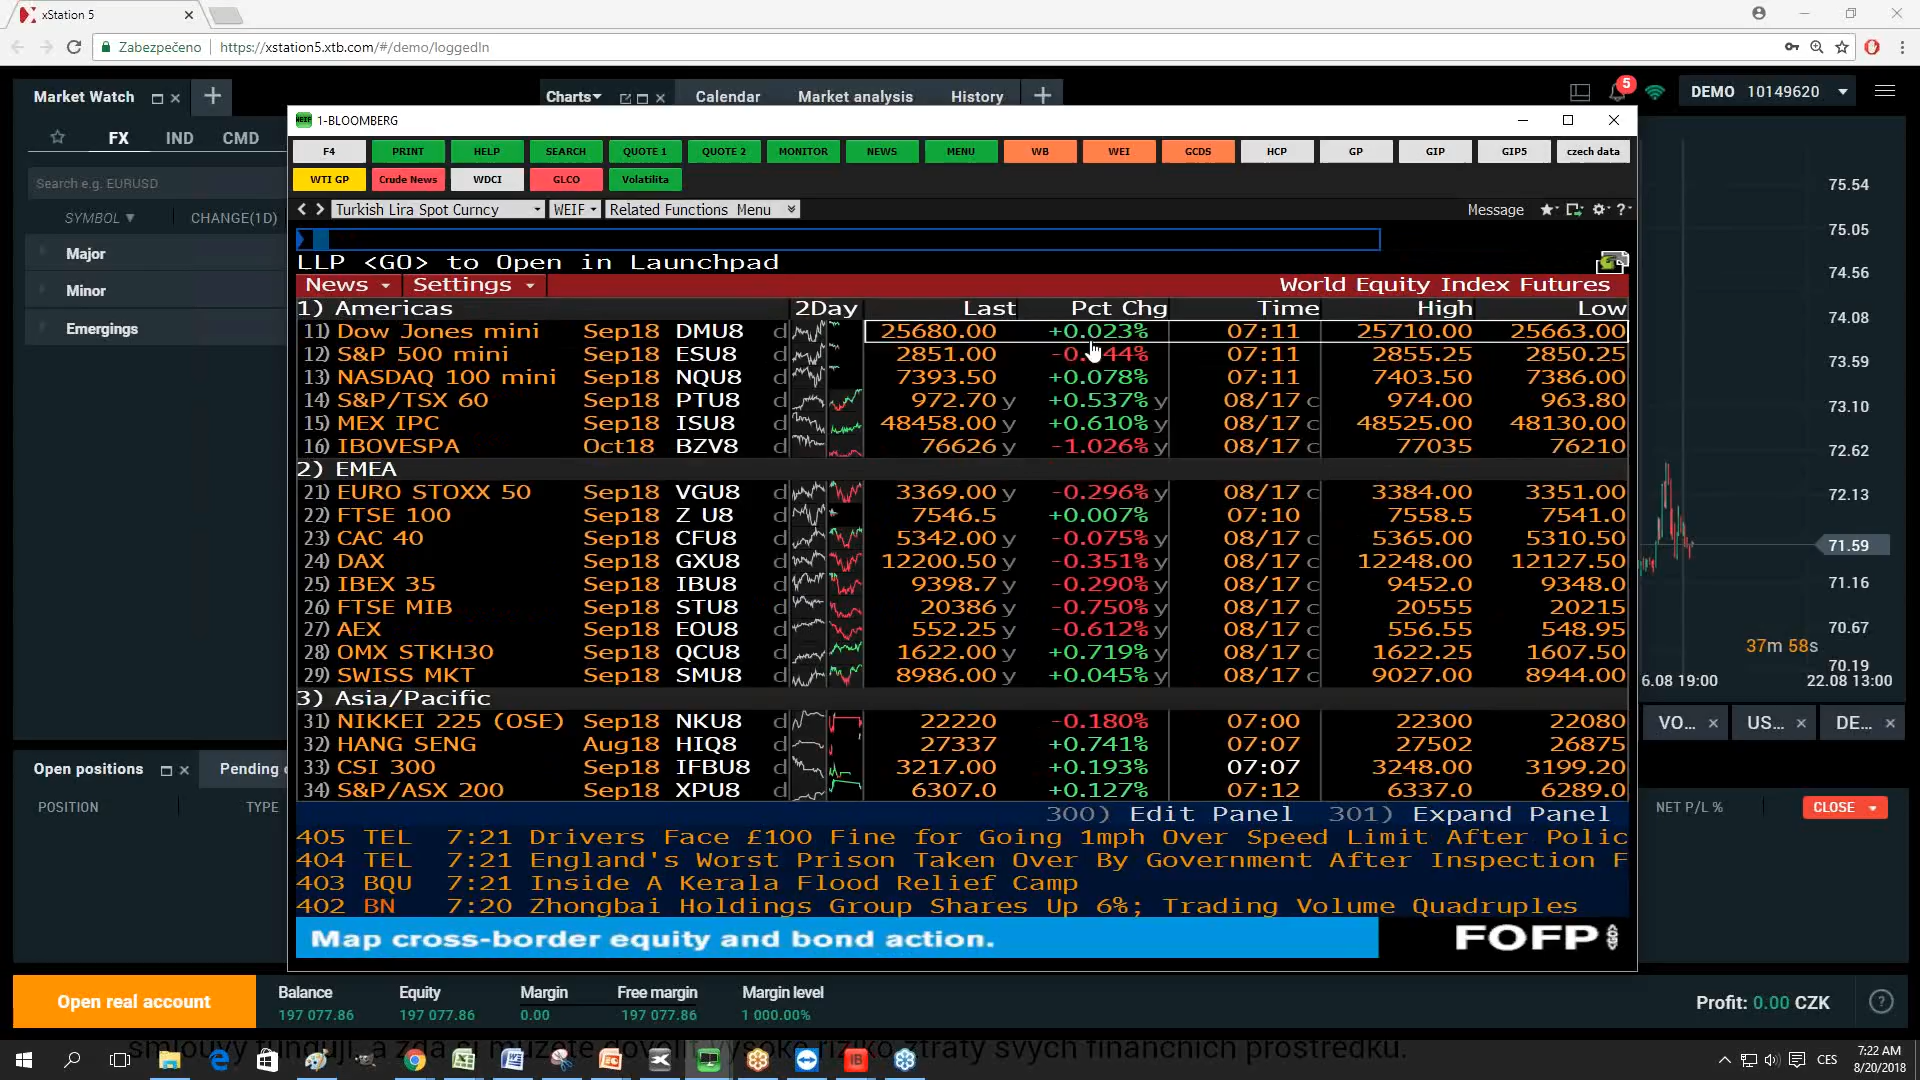 xStation 5
Zabezpečeno https://xstation5.xtb.com/#/demo/loggedIn
Market Watch Charts Calendar Market analysis History 5 DEMO 10149620
1-BLOOMBERG
FX IND CMD
F4 PRINT HELP SEARCH QUOTE 1 QUOTE 2 MONITOR NEWS MENU WB WEI GCDS HCP GP GIP GIP5 czech data
Search e.g. EURUSD
WTI GP Crude News WDCI GLCO Volatilita
SYMBOL CHANGE(1D)
Turkish Lira Spot Curncy WEIF Related Functions Menu Message
Major
Minor
Emergings
LLP <GO> to Open in Launchpad
News Settings World Equity Index Futures
1) Americas 2Day Last Pct Chg Time High Low
11) Dow Jones mini Sep18 DMU8 d 25680.00 +0.023% 07:11 25710.00 25663.00
12) S&P 500 mini Sep18 ESU8 d 2851.00 07:11 2855.25 2850.25
13) NASDAQ 100 mini Sep18 NQU8 d 7393.50 +0.078% 07:11 7403.50 7386.00
14) S&P/TSX 60 Sep18 PTU8 d 972.70 y +0.537% y 08/17 c 974.00 963.80
15) MEX IPC Sep18 ISU8 d 48458.00 y +0.610% y 08/17 c 48525.00 48130.00
16) IBOVESPA Oct18 BZV8 d 76626 y -1.026% y 08/17 c 77035 76210
2) EMEA
21) EURO STOXX 50 Sep18 VGU8 d 3369.00 y -0.296% y 08/17 c 3384.00 3351.00
22) FTSE 100 Sep18 Z U8 d 7546.5 +0.007% 07:10 7558.5 7541.0
23) CAC 40 Sep18 CFU8 d 5342.00 y -0.075% y 08/17 c 5365.00 5310.50
24) DAX Sep18 GXU8 d 12200.50 y -0.351% y 08/17 c 12248.00 12127.50
25) IBEX 35 Sep18 IBU8 d 9398.7 y -0.290% y 08/17 c 9452.0 9348.0
26) FTSE MIB Sep18 STU8 d 20386 y -0.750% y 08/17 c 20555 20215
27) AEX Sep18 EOU8 d 552.25 y -0.612% y 08/17 c 556.55 548.95
28) OMX STKH30 Sep18 QCU8 d 1622.00 y +0.719% y 08/17 c 1622.25 1607.50
29) SWISS MKT Sep18 SMU8 d 8986.00 y +0.045% y 08/17 c 9027.00 8944.00
3) Asia/Pacific
31) NIKKEI 225 (OSE) Sep18 NKU8 d 22220 -0.180% 07:00 22300 22080
32) HANG SENG Aug18 HIQ8 d 27337 +0.741% 07:07 27502 26875
33) CSI 300 Sep18 IFBU8 d 3217.00 +0.193% 07:07 3248.00 3199.20
34) S&P/ASX 200 Sep18 XPU8 d 6307.0 +0.127% 07:12 6337.0 6289.0
300) Edit Panel 301) Expand Panel
405 TEL 7:21 Drivers Face £100 Fine for Going 1mph Over Speed Limit After Polic
404 TEL 7:21 England's Worst Prison Taken Over By Government After Inspection F
403 BQU 7:21 Inside A Kerala Flood Relief Camp
402 BN 7:20 Zhongbai Holdings Group Shares Up 6%; Trading Volume Quadruples
Map cross-border equity and bond action. FOFP GO
75.54
75.05
74.56
74.08
73.59
73.10
72.62
72.13
71.59
71.16
70.67
37m 58s
70.19
6.08 19:00 22.08 13:00
VO... US... DE...
Open positions Pending
POSITION TYPE NET P/L % CLOSE
Open real account
Balance Equity Margin Free margin Margin level
197 077.86 197 077.86 0.00 197 077.86 1 000.00%
Profit: 0.00 CZK
smlouvy fungují, a zda si můžete dovolit vysoké riziko ztráty svých finančních prostředků.
CES
7:22 AM
8/20/2018